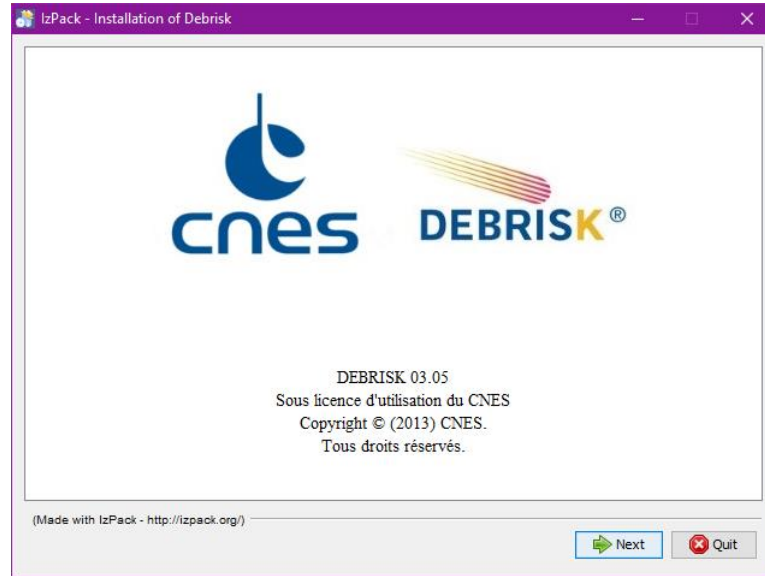 IzPack - Installation of Debrisk
cnes
DEBRISK®
DEBRISK 03.05
Sous licence d'utilisation du CNES
Copyright © (2013) CNES.
Tous droits réservés.
(Made with IzPack - http://izpack.org/)
Next
Quit